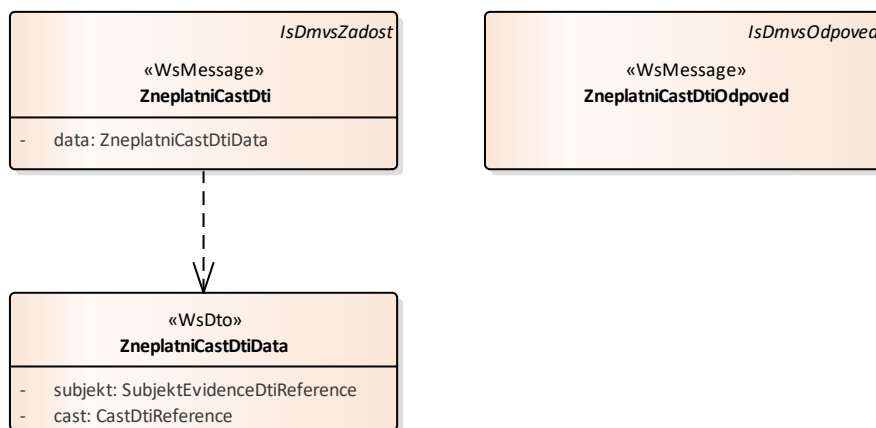 IsDmvsZadost
«WsMessage»
ZneplatniCastDti
- data: ZneplatniCastDtiData
IsDmvsOdpoved
«WsMessage»
ZneplatniCastDtiOdpoved
«WsDto»
ZneplatniCastDtiData
- subjekt: SubjektEvidenceDtiReference
- cast: CastDtiReference